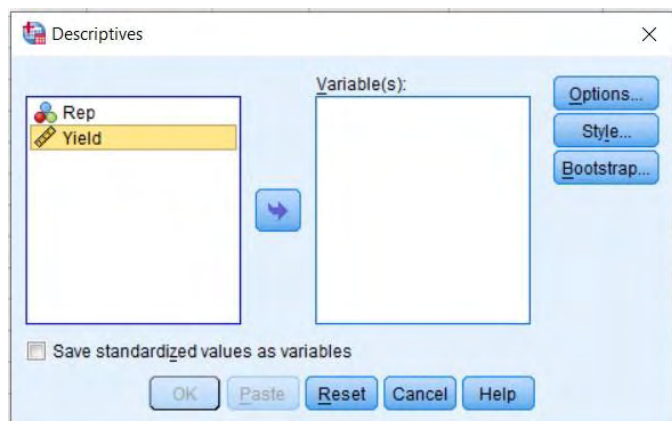 Descriptives
Variable(s):
Rep
Yield
Options...
Style...
Bootstrap...
Save standardized values as variables
OK Paste Reset Cancel Help